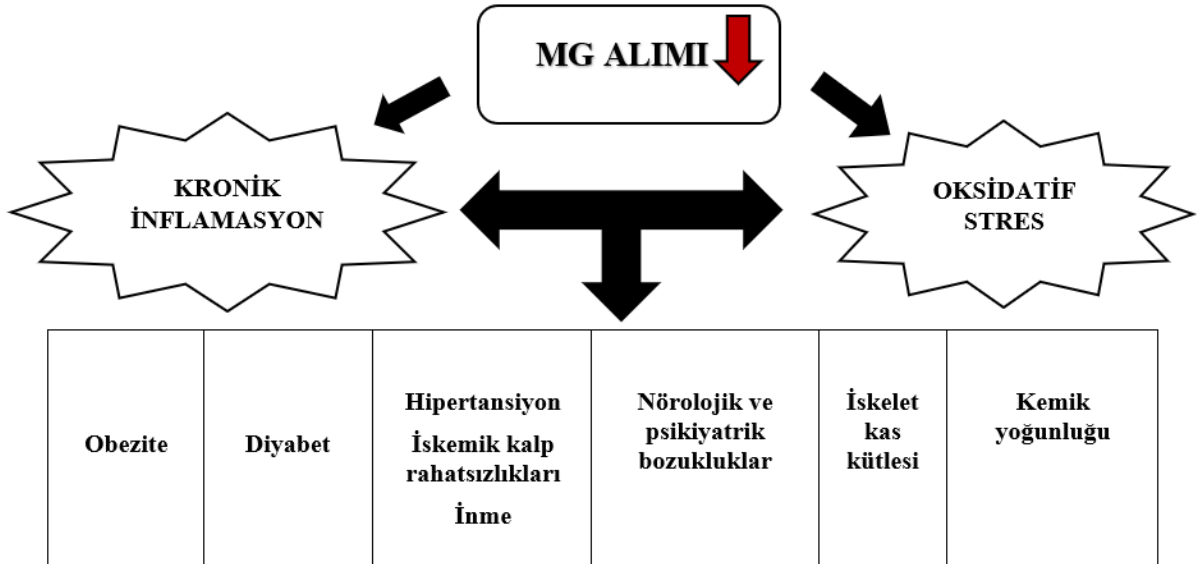 MG ALIMI
KRONİK
İNFLAMASYON
OKSİDATİF
STRES
Obezite
Diyabet
Hipertansiyon
İskemik kalp
rahatsızlıkları
İnme
Nörolojik ve
psikiyatrik
bozukluklar
İskelet
kas
kütlesi
Kemik
yoğunluğu